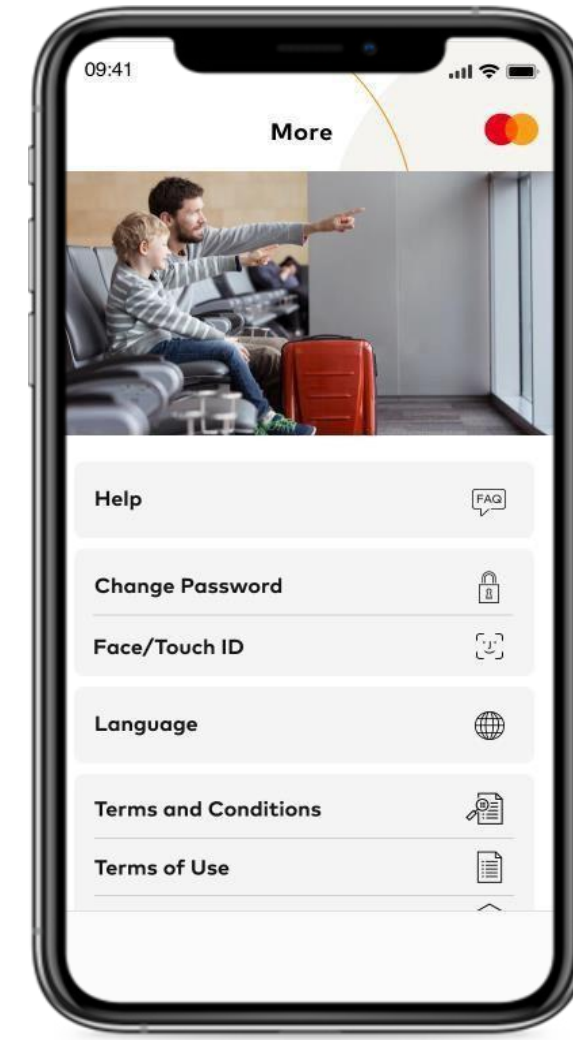 09:41
More
Help
FAQ
Change Password
Face/Touch ID
Language
Terms and Conditions
Terms of Use